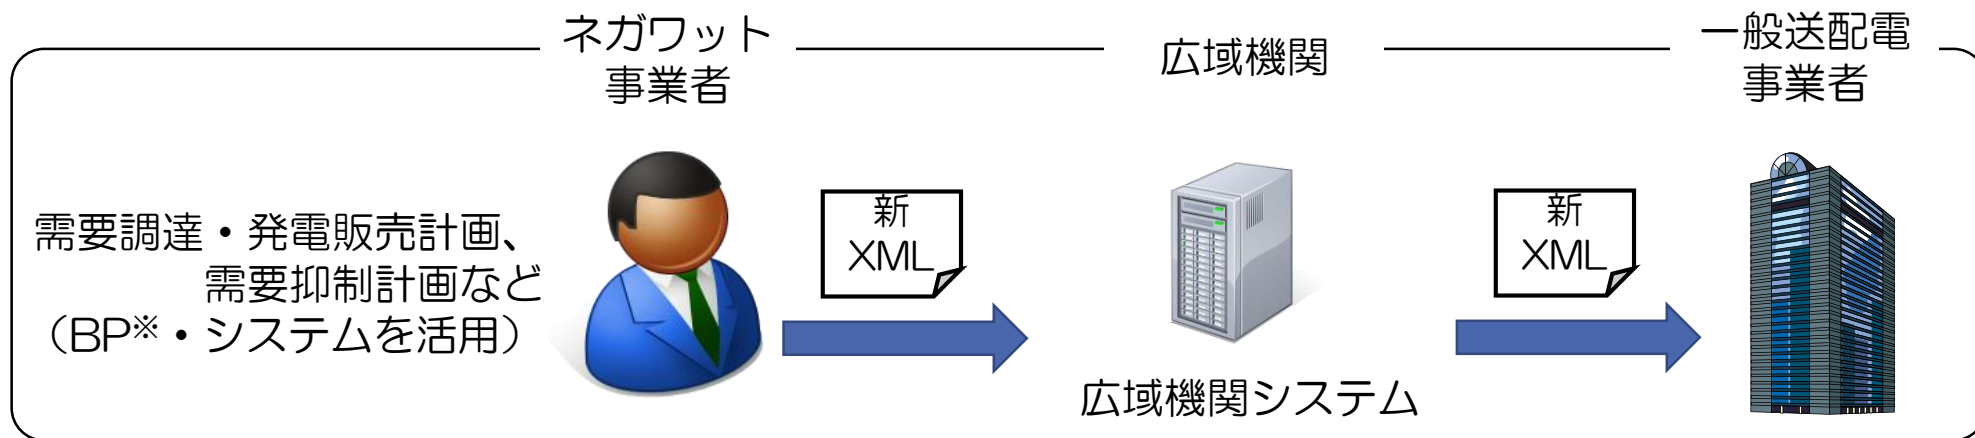 ネガワット
事業者
広域機関
一般送配電
事業者
需要調達・発電販売計画、
需要抑制計画など
（BP※・システムを活用）
新
XML
新
XML
広域機関システム